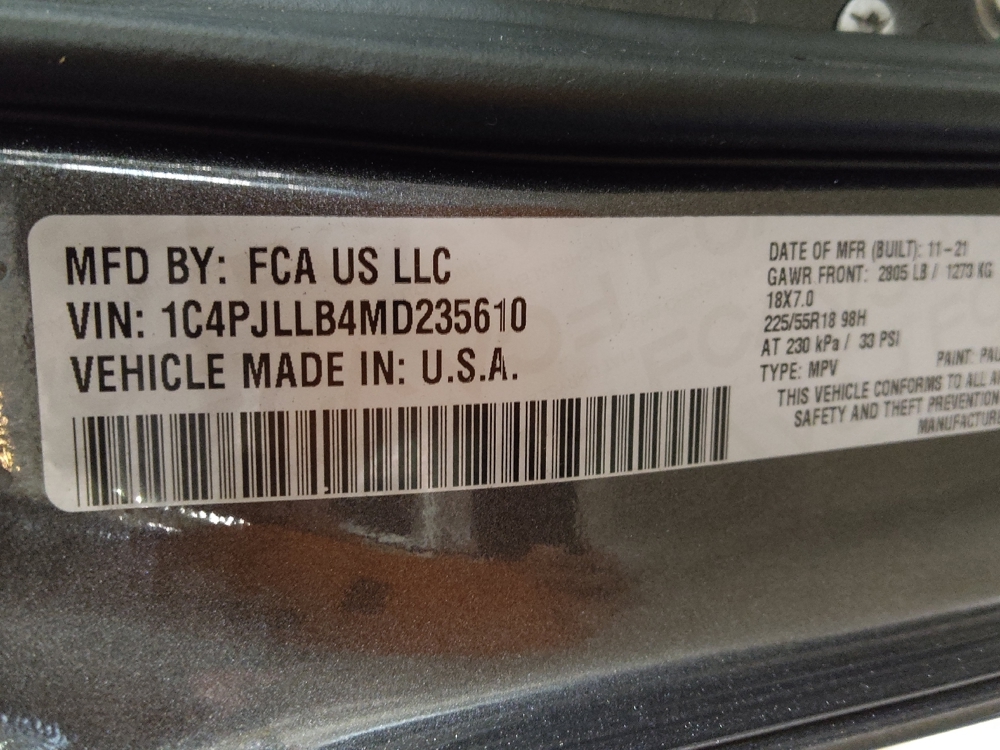 MFD BY: FCA US LLC
VIN: 1C4PJLLB4MD235610
VEHICLE MADE IN: U.S.A.
DATE OF MFR (BUILT): 11-21
GAWR FRONT: 2805 LB / 1273 KG
18X7.0
225/55R18 98H
AT 230 kPa / 33 PSI
TYPE: MPV
PAINT: PAU
THIS VEHICLE CONFORMS TO ALL A
SAFETY AND THEFT PREVENTION
MANUFACTURE